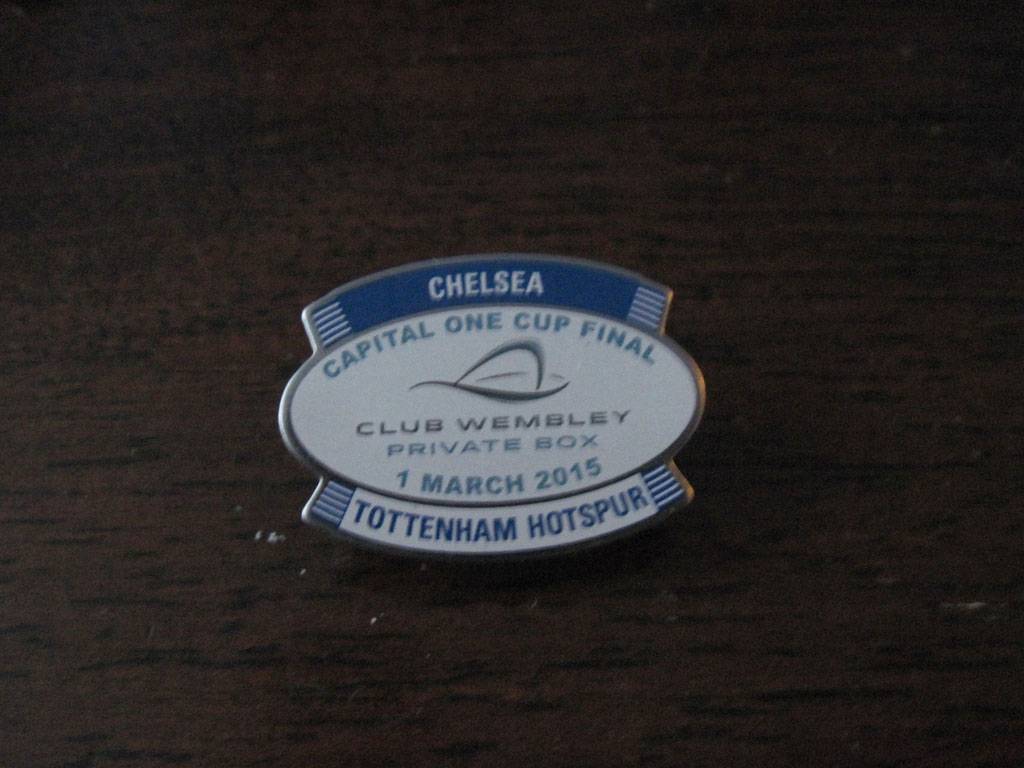 CHELSEA
CAPITAL ONE CUP FINAL
CLUB WEMBLEY
PRIVATE BOX
1 MARCH 2015
TOTTENHAM HOTSPUR